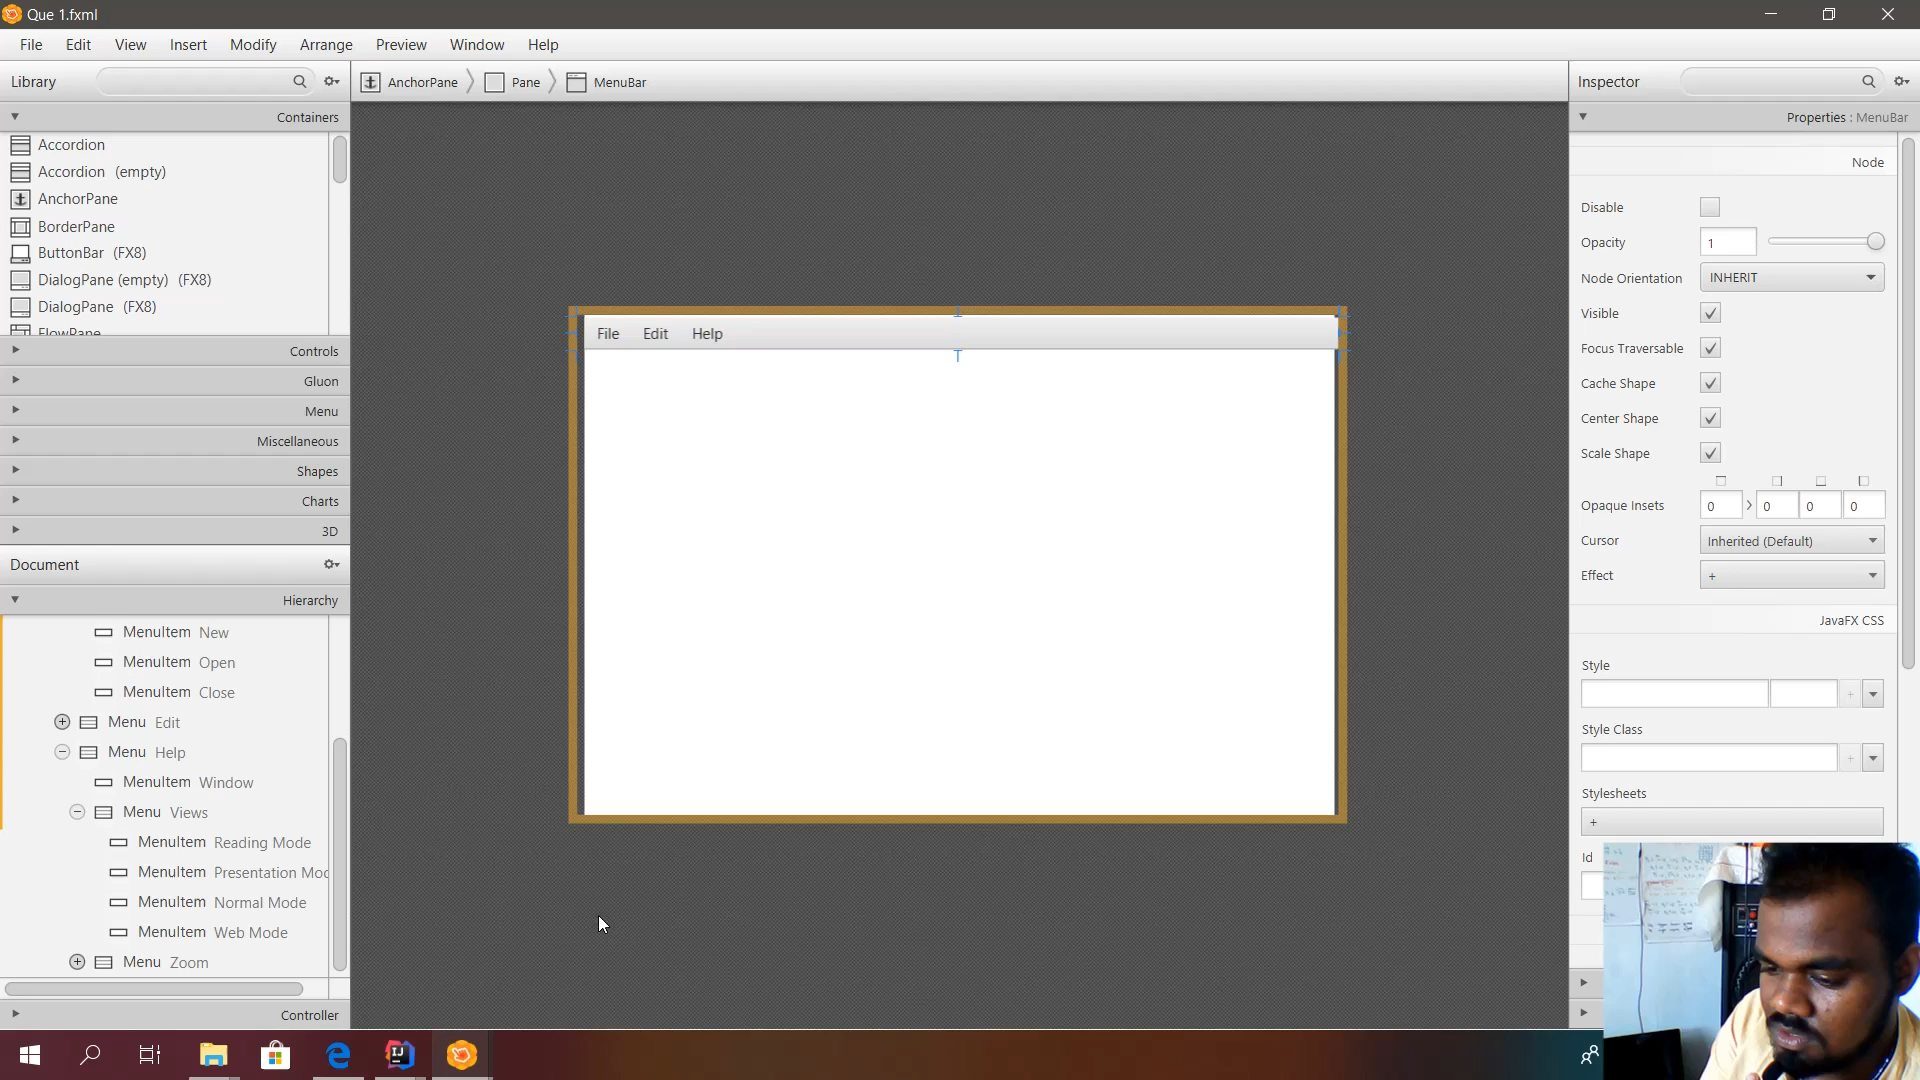 Que 1.fxml
File Edit View Insert Modify Arrange Preview Window Help
Library
AnchorPane Pane MenuBar
Inspector
Containers
Accordion
Accordion (empty)
AnchorPane
BorderPane
ButtonBar (FX8)
DialogPane (empty) (FX8)
DialogPane (FX8)
FlowPane
Controls
Gluon
Menu
Miscellaneous
Shapes
Charts
3D
Document
Hierarchy
MenuItem New
MenuItem Open
MenuItem Close
Menu Edit
Menu Help
MenuItem Window
Menu Views
MenuItem Reading Mode
MenuItem Presentation Mod
MenuItem Normal Mode
MenuItem Web Mode
Menu Zoom
Controller
File Edit Help
Properties : MenuBar
Node
Disable
Opacity 1
Node Orientation INHERIT
Visible
Focus Traversable
Cache Shape
Center Shape
Scale Shape
Opaque Insets 0 0 0 0
Cursor Inherited (Default)
Effect +
JavaFX CSS
Style
+
Style Class
+
Stylesheets
+
Id